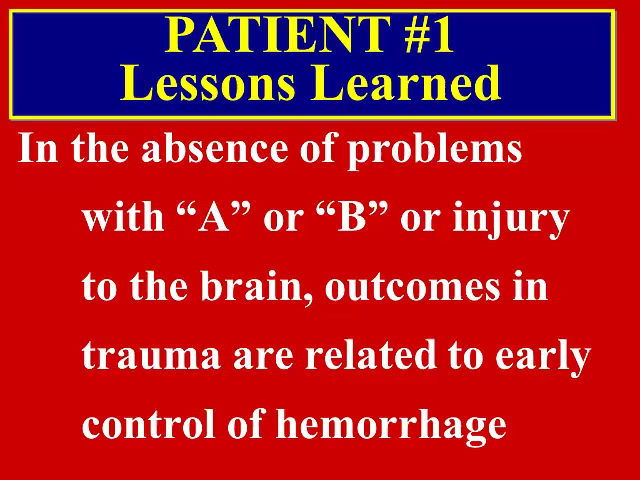 PATIENT #1
Lessons Learned
In the absence of problems
with “A” or “B” or injury
to the brain, outcomes in
trauma are related to early
control of hemorrhage